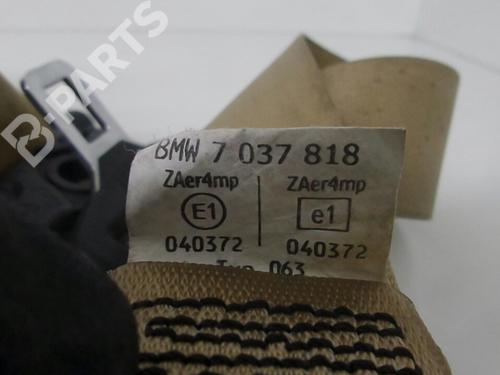 B-PARTS
BMW 7 037 818
ZAer4mp ZAer4mp
E1 e1
040372 040372
063